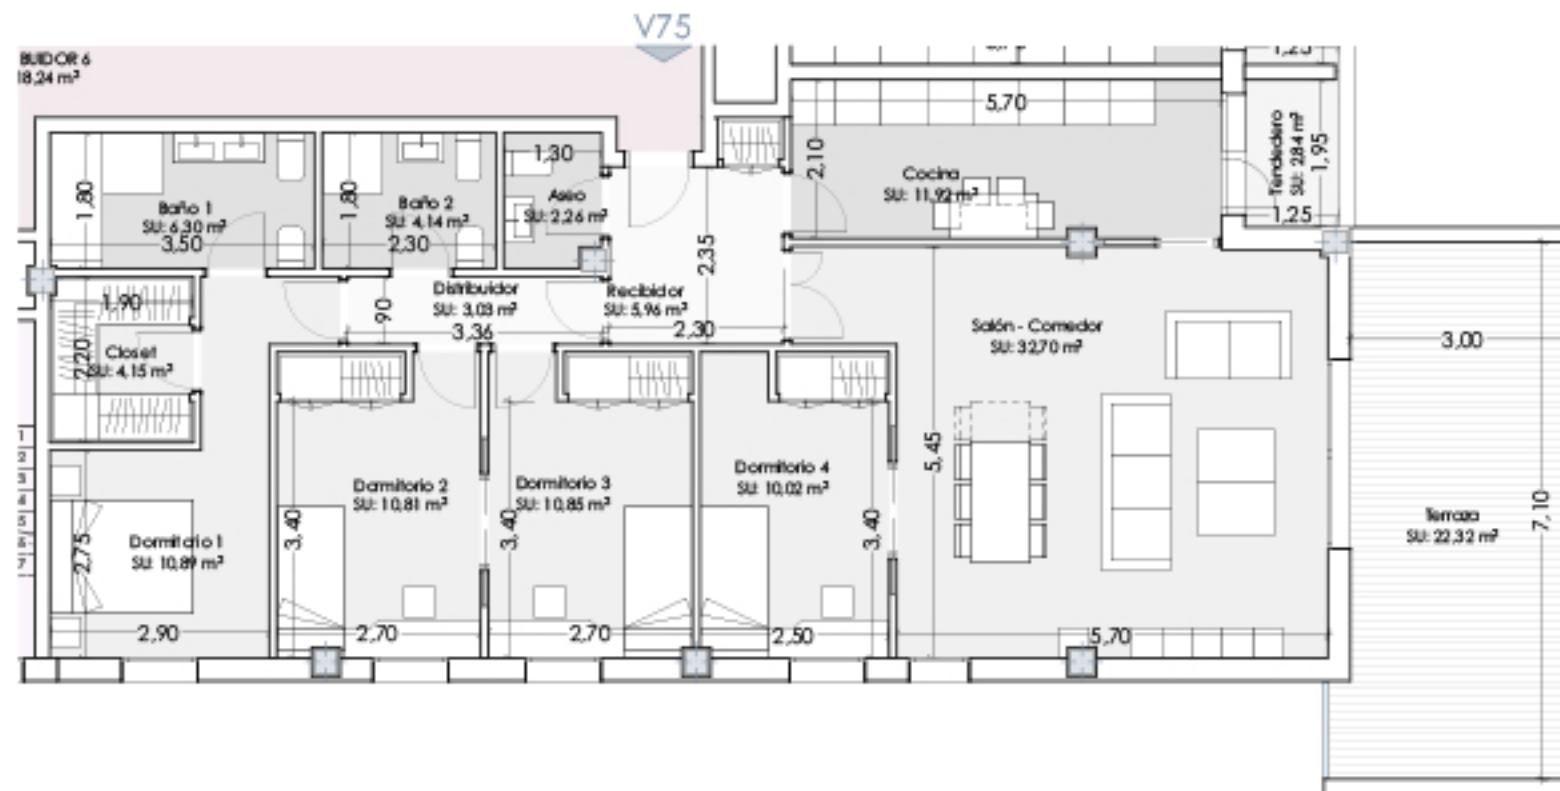 V75
BUIDOR 6
18,24 m²
5,70
1,25
Tendedero
SU: 2,84 m²
1,95
1,25
2,10
Cocina
SU: 11,92 m²
1,30
Aseo
SU: 2,26 m²
1,80
Baño 1
SU: 6,30 m²
3,50
1,80
Baño 2
SU: 4,14 m²
2,30
2,35
Distribuidor
SU: 3,03 m²
90
3,36
Recibidor
SU: 5,96 m²
2,30
1,90
2,20
Closet
SU: 4,15 m²
Salón - Comedor
SU: 32,70 m²
3,00
5,45
Dormitorio 4
SU: 10,02 m²
Dormitorio 2
SU: 10,81 m²
Dormitorio 3
SU: 10,85 m²
3,40
3,40
3,40
2,75
Dormitorio 1
SU: 10,89 m²
Terraza
SU: 22,32 m²
7,10
2,90
2,70
2,70
2,50
5,70
1
2
3
4
5
6
7